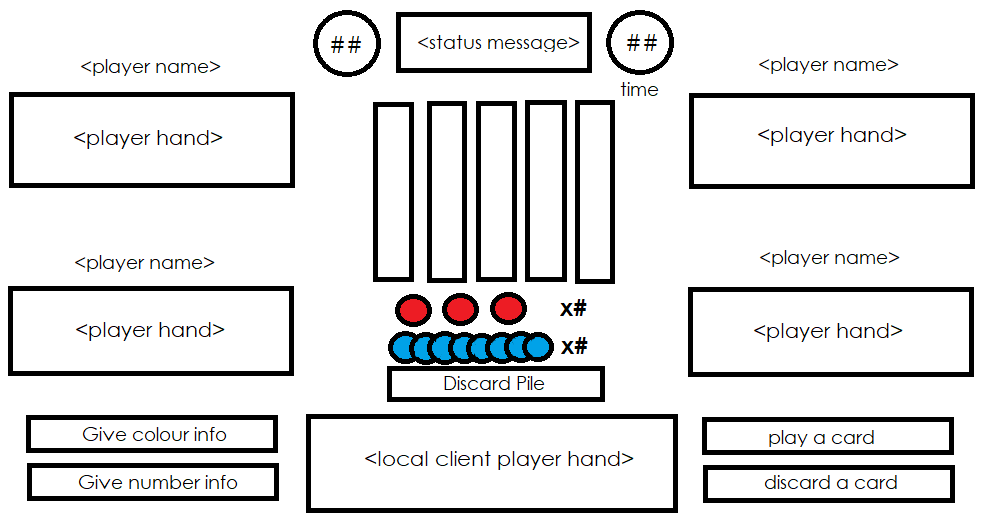 ##
<status message>
##
time
<player name>
<player hand>
<player name>
<player hand>
<player name>
<player hand>
<player name>
<player hand>
x#
x#
Discard Pile
Give colour info
Give number info
<local client player hand>
play a card
discard a card